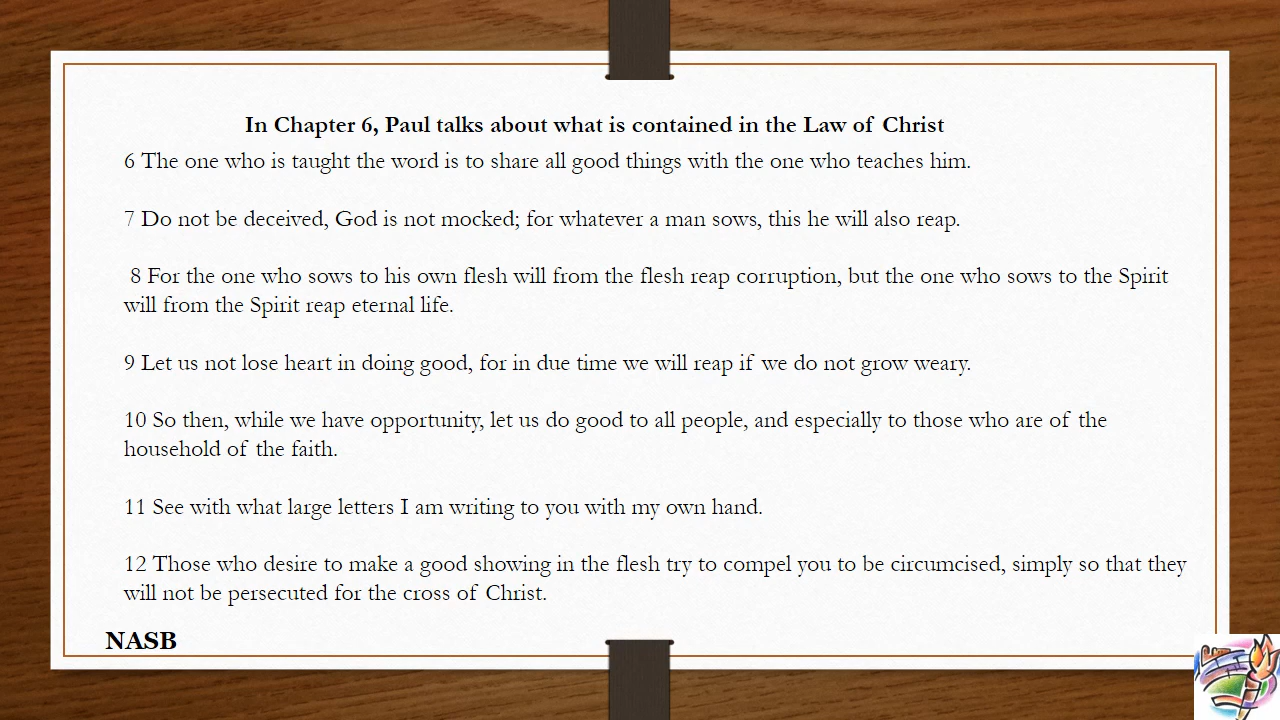 In Chapter 6, Paul talks about what is contained in the Law of Christ
6 The one who is taught the word is to share all good things with the one who teaches him.
7 Do not be deceived, God is not mocked; for whatever a man sows, this he will also reap.
8 For the one who sows to his own flesh will from the flesh reap corruption, but the one who sows to the Spirit
will from the Spirit reap eternal life.
9 Let us not lose heart in doing good, for in due time we will reap if we do not grow weary.
10 So then, while we have opportunity, let us do good to all people, and especially to those who are of the
household of the faith.
11 See with what large letters I am writing to you with my own hand.
12 Those who desire to make a good showing in the flesh try to compel you to be circumcised, simply so that they
will not be persecuted for the cross of Christ.
NASB